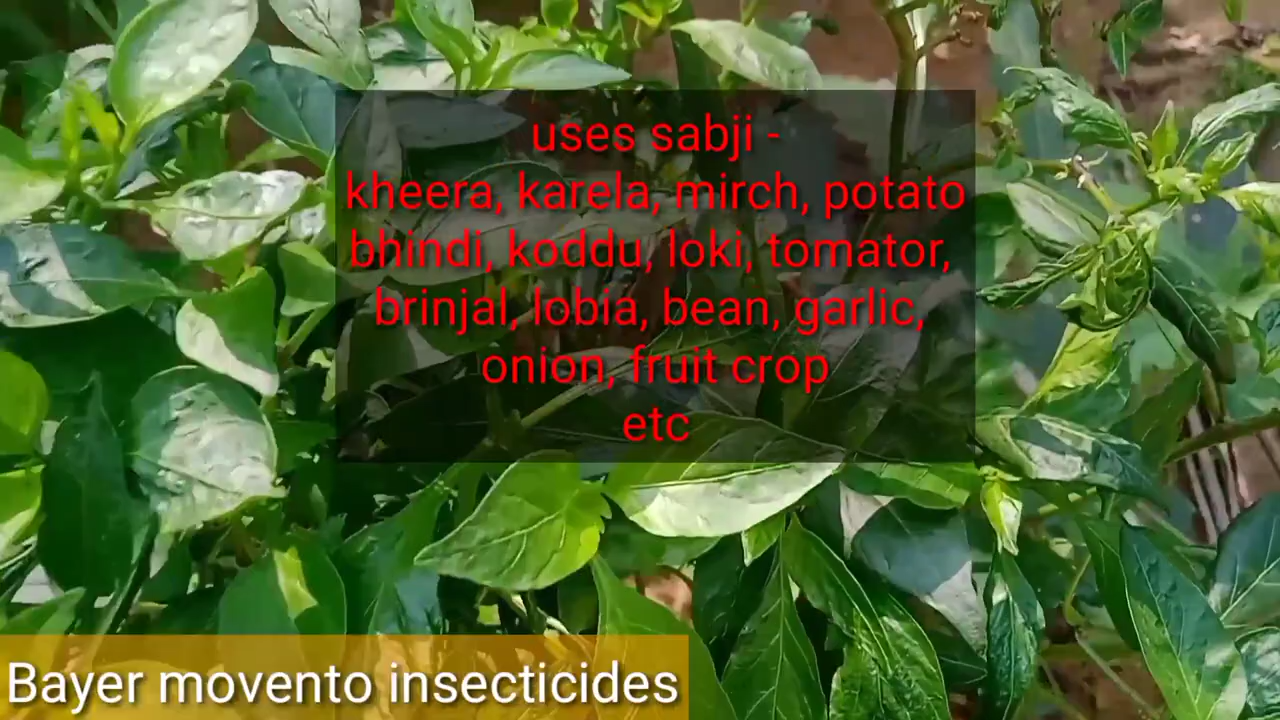 uses sabji -
kheera, karela, mirch, potato
bhindi, koddu, loki, tomator,
brinjal, lobia, bean, garlic,
onion, fruit crop
etc
Bayer movento insecticides